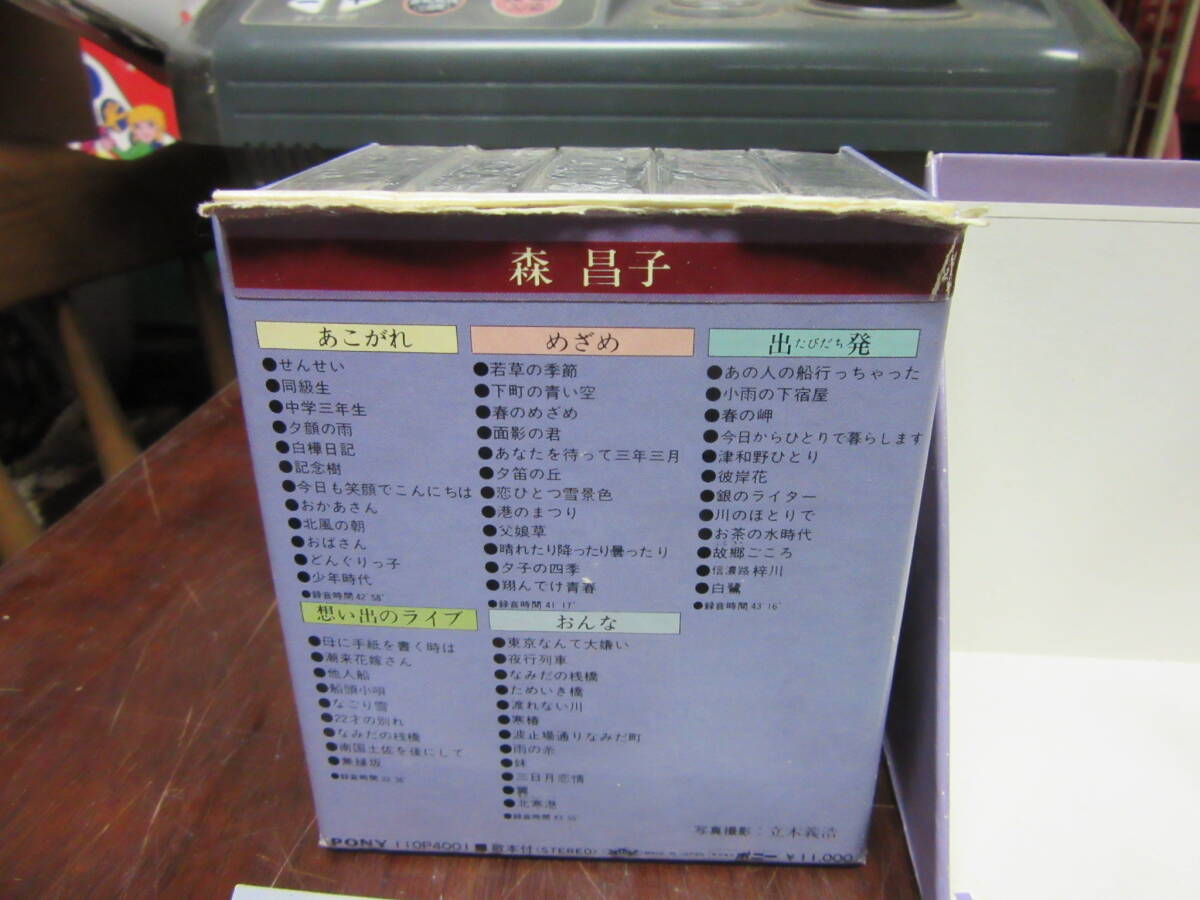 森 昌子
あこがれ
●せんせい
●同級生
●中学三年生
●夕顔の雨
●白樺日記
●記念樹
●今日も笑顔でこんにちは
●おかあさん
●北風の朝
●おばさん
●どんぐりっ子
●少年時代
●録音時間 42′58″
めざめ
●若草の季節
●下町の青い空
●春のめざめ
●面影の君
●あなたを待って三年三月
●夕笛の丘
●恋ひとつ雪景色
●港のまつり
●父娘草
●晴れたり降ったり曇ったり
●夕子の四季
●翔んでけ青春
●録音時間 41′17″
出たびだち発
●あの人の船行っちゃった
●小雨の下宿屋
●春の岬
●今日からひとりで暮らします
●津和野ひとり
●彼岸花
●銀のライター
●川のほとりで
●お茶の水時代
●故郷ごころ
●信濃路梓川
●白鷺
●録音時間 43′16″
想い出のライブ
●母に手紙を書く時は
●潮来花嫁さん
●他人船
●船頭小唄
●なごり雪
●22才の別れ
●なみだの桟橋
●南国土佐を後にして
●無縁坂
●録音時間
おんな
●東京なんて大嫌い
●夜行列車
●なみだの桟橋
●ためいき橋
●渡れない川
●寒椿
●波止場通りなみだ町
●雨の糸
●妹
●三日月恋情
●北寒港
●録音時間
写真撮影：立木義浩
PONY 110P4001 ■歌本付(STEREO) ポニー ¥11,000